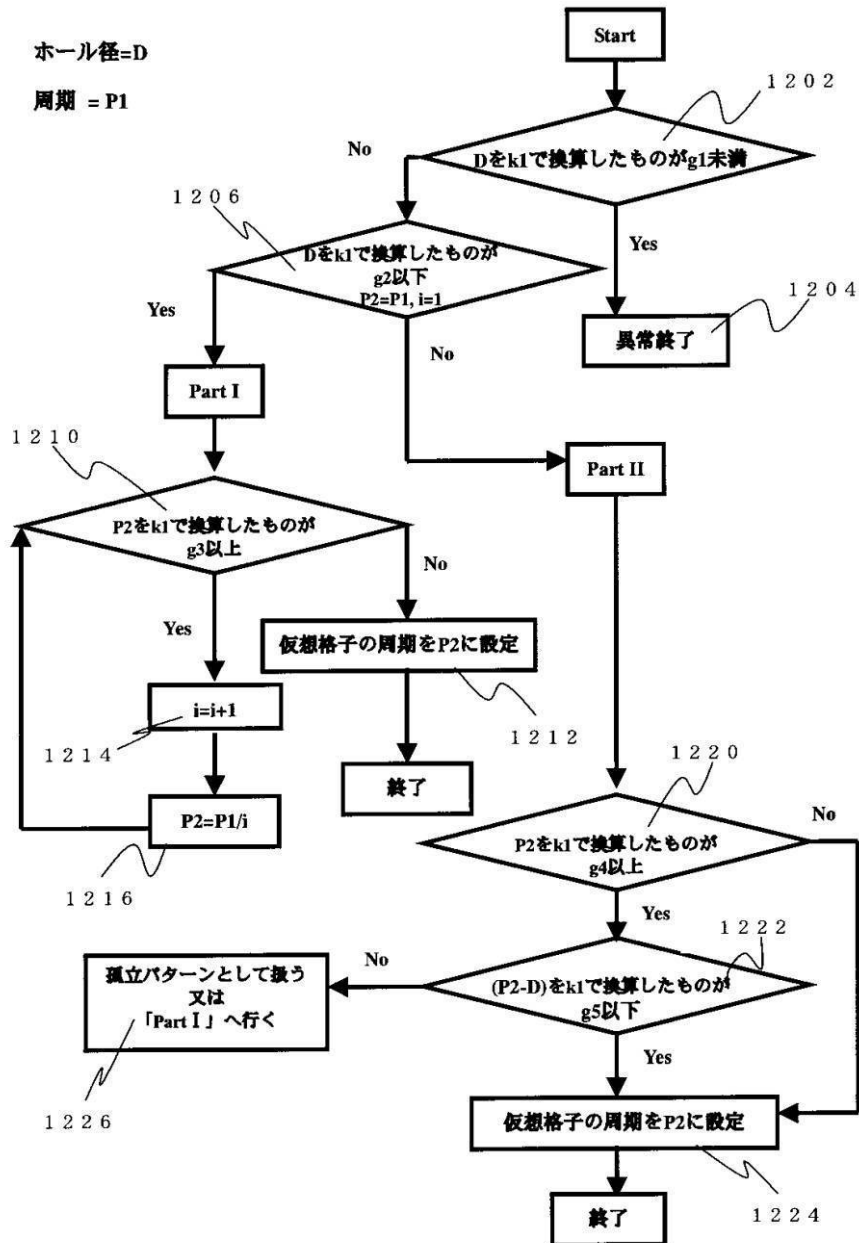 Start
ホール径=D
周期 = P1
1202
No
Dをk1で換算したものがg1未満
1206
Yes
Dをk1で換算したものが
g2以下
P2=P1, i=1
1204
Yes
異常終了
No
Part I
1210
Part II
P2をk1で換算したものが
g3以上
No
Yes
仮想格子の周期をP2に設定
i=i+1
1214
1212
1220
終了
No
P2=P1/i
P2をk1で換算したものが
g4以上
1216
Yes
1222
孤立パターンとして扱う
又は
「Part I」へ行く
No
(P2-D)をk1で換算したものが
g5以下
Yes
1226
仮想格子の周期をP2に設定
1224
終了